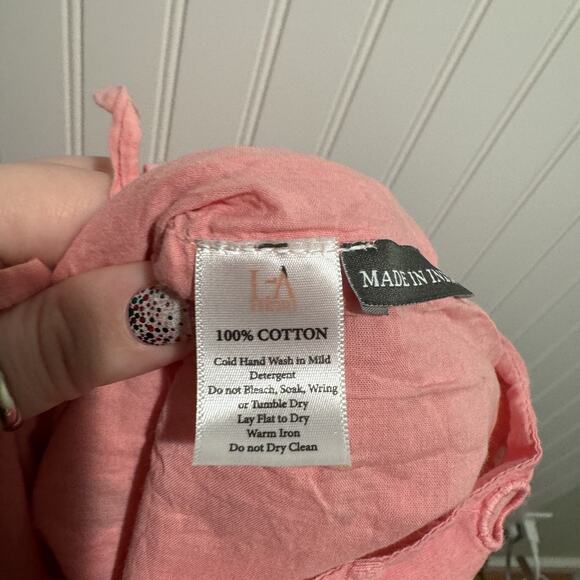 100% COTTON
Cold Hand Wash in Mild
Detergent
Do not Bleach, Soak, Wring
or Tumble Dry
Lay Flat to Dry
Warm Iron
Do not Dry Clean
MADE IN